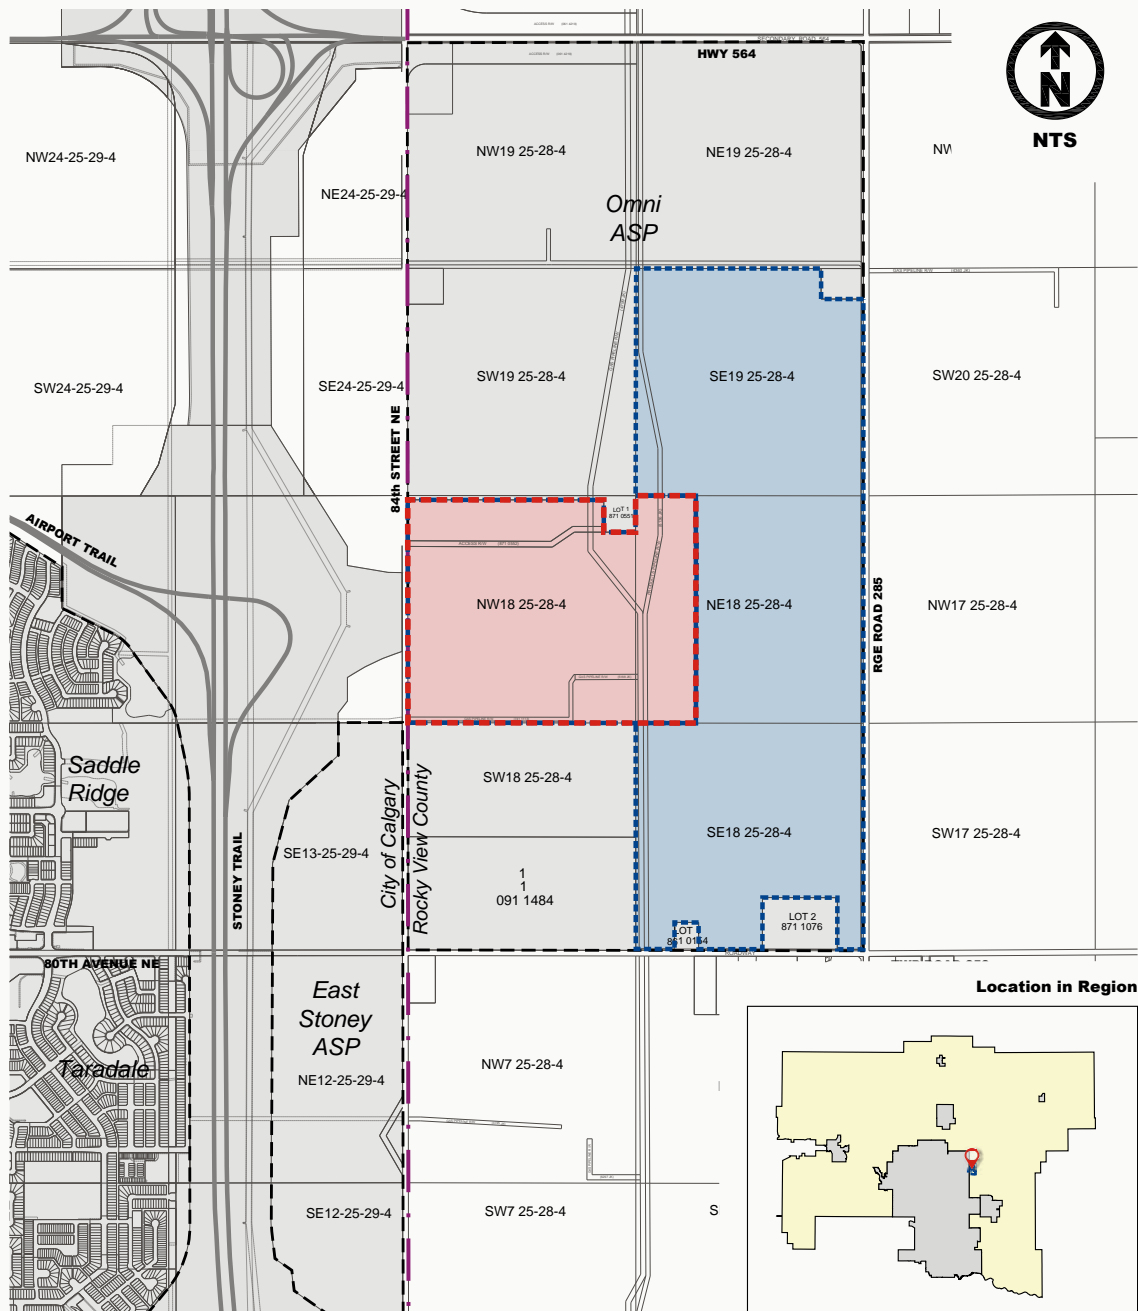 SECONDARY ROAD 564
HWY 564
NTS
N
NW24-25-29-4
NW19 25-28-4
NE19 25-28-4
NW
NE24-25-29-4
Omni
ASP
SW24-25-29-4
SE24-25-29-4
SW19 25-28-4
SE19 25-28-4
SW20 25-28-4
84th STREET NE
AIRPORT TRAIL
LOT 1
871 0551
NW18 25-28-4
NE18 25-28-4
NW17 25-28-4
RGE ROAD 285
Saddle
Ridge
SW18 25-28-4
City of Calgary
Rocky View County
STONEY TRAIL
SE13-25-29-4
SE18 25-28-4
SW17 25-28-4
1
1
091 1484
LOT 2
871 1076
LOT
ROADWAY
80TH AVENUE NE
Location in Region
East
Stoney
ASP
Taradale
NE12-25-29-4
NW7 25-28-4
SE12-25-29-4
SW7 25-28-4
S